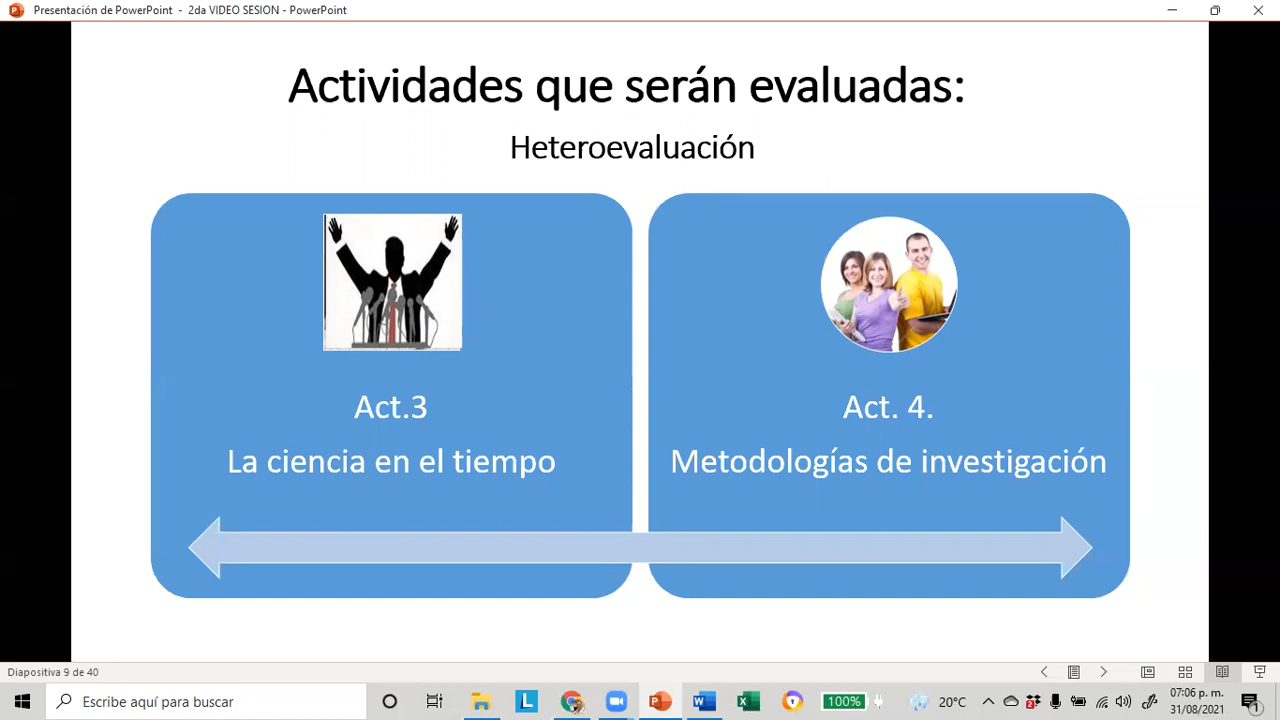 Presentación de PowerPoint - 2da VIDEO SESION - PowerPoint
Actividades que serán evaluadas:
Heteroevaluación
Act.3
La ciencia en el tiempo
Act. 4.
Metodologías de investigación
Diapositiva 9 de 40
Escribe aquí para buscar
L
100%
20°C
07:06 p. m.
31/08/2021
1